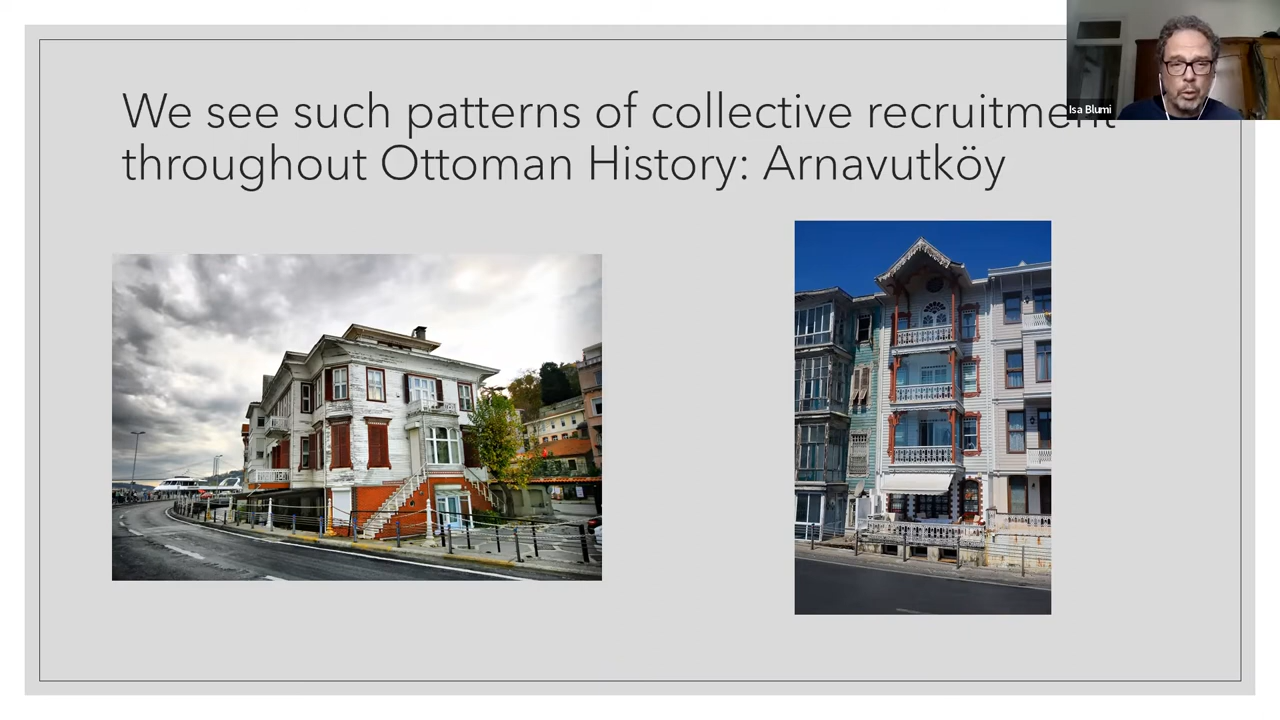 We see such patterns of collective recruitment
throughout Ottoman History: Arnavutköy
Isa Blumi